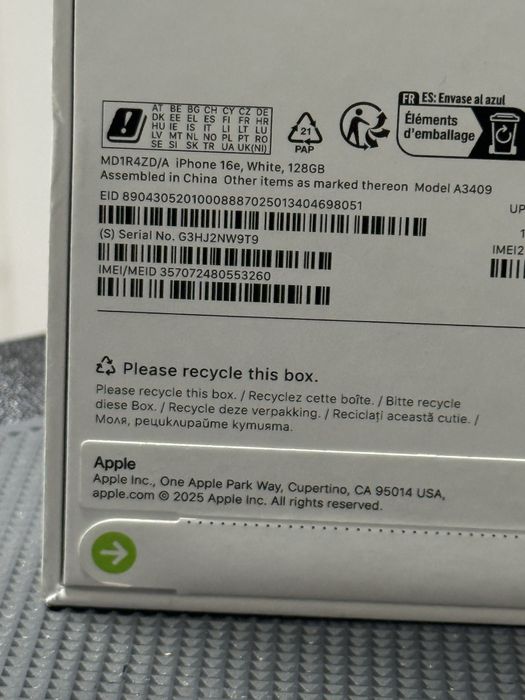 AT BE BG CH CY CZ DE
DK EE EL ES FI FR HR
HU IE IS IT LI LT LU
LV MT NL NO PL PT RO
SE SI SK TR UA UK(NI)
21
PAP
FR ES: Envase al azul
Éléments
d'emballage
MD1R4ZD/A iPhone 16e, White, 128GB
Assembled in China Other items as marked thereon Model A3409
EID 89043052010008887025013404698051
UP
(S) Serial No. G3HJ2NW9T9
1
IMEI2
IMEI/MEID 357072480553260
Please recycle this box.
Please recycle this box. / Recyclez cette boîte. / Bitte recycle
diese Box. / Recycle deze verpakking. / Reciclați această cutie. /
Моля, рециклирайте кутията.
Apple
Apple Inc., One Apple Park Way, Cupertino, CA 95014 USA,
apple.com © 2025 Apple Inc. All rights reserved.